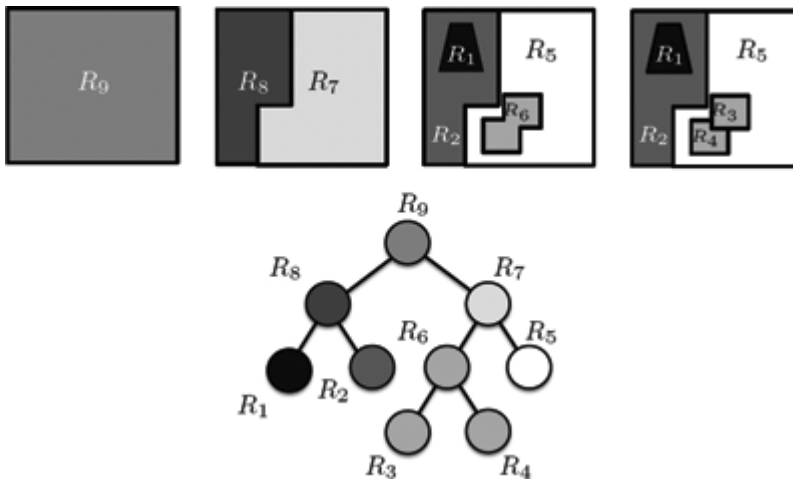 R₉
R₈ R₇
R₁ R₅
R₆
R₂
R₁ R₅
R₃
R₂ R₄
R₉
R₈ R₇
R₆ R₅
R₁ R₂
R₃ R₄